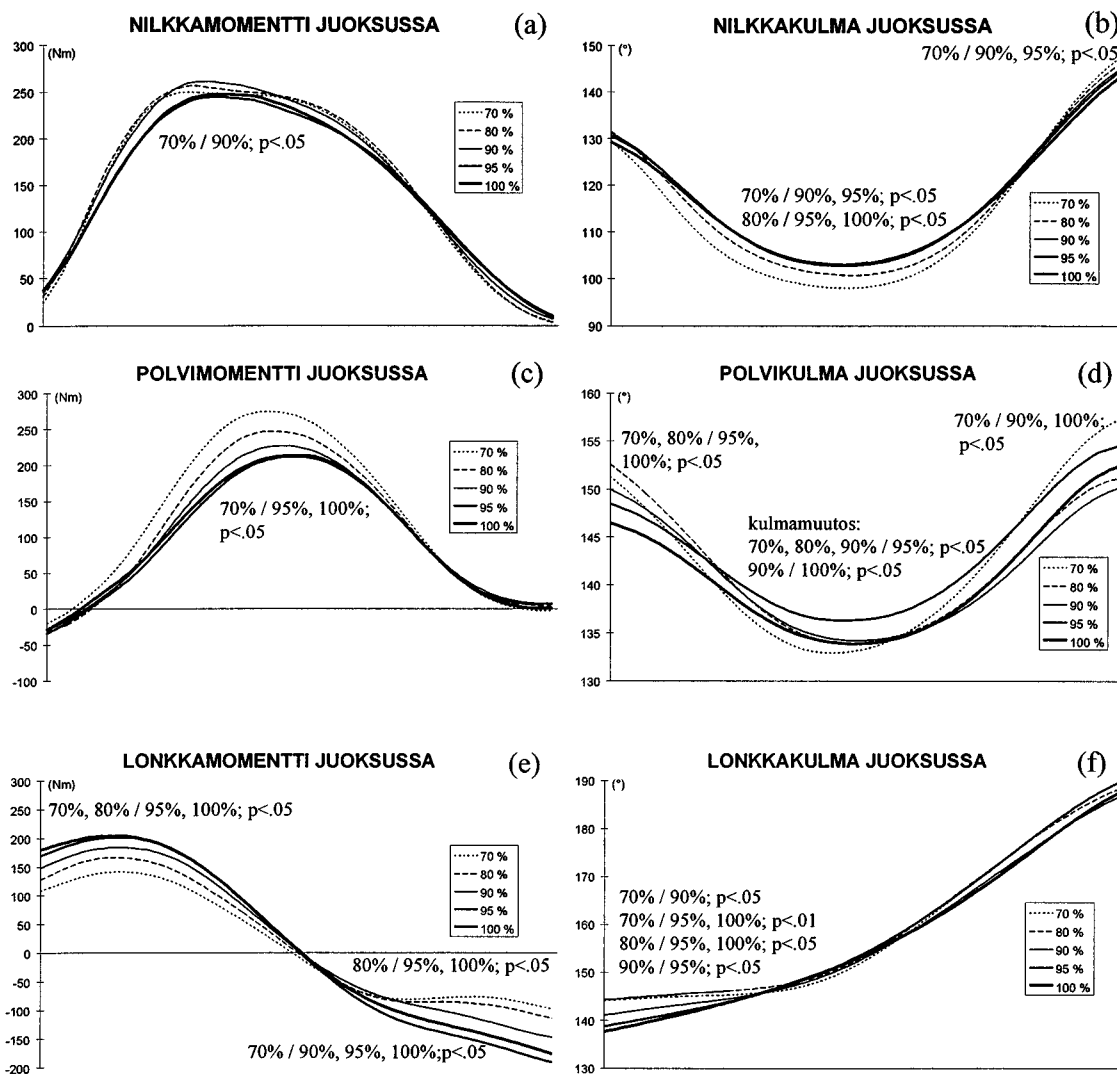 NILKKAMOMENTTI JUOKSUSSA
(a)
(Nm)
300
250
200
150
100
50
0
70% / 90%; p<.05
70 %
80 %
90 %
95 %
100 %
NILKKAKULMA JUOKSUSSA
(b)
(°)
150
140
130
120
110
100
90
70% / 90%, 95%; p<.05
70% / 90%, 95%; p<.05
80% / 95%, 100%; p<.05
70 %
80 %
90 %
95 %
100 %
POLVIMOMENTTI JUOKSUSSA
(c)
(Nm)
300
250
200
150
100
50
0
-50
-100
70% / 95%, 100%;
p<.05
70 %
80 %
90 %
95 %
100 %
POLVIKULMA JUOKSUSSA
(d)
(°)
160
155
150
145
140
135
130
70%, 80% / 95%,
100%; p<.05
70% / 90%, 100%;
p<.05
kulmamuutos:
70%, 80%, 90% / 95%; p<.05
90% / 100%; p<.05
70 %
80 %
90 %
95 %
100 %
LONKKAMOMENTTI JUOKSUSSA
(e)
(Nm)
300
250
200
150
100
50
0
-50
-100
-150
-200
70%, 80% / 95%, 100%; p<.05
70 %
80 %
90 %
95 %
100 %
80% / 95%, 100%; p<.05
70% / 90%, 95%, 100%;p<.05
LONKKAKULMA JUOKSUSSA
(f)
(°)
190
180
170
160
150
140
130
70% / 90%; p<.05
70% / 95%, 100%; p<.01
80% / 95%, 100%; p<.05
90% / 95%; p<.05
70 %
80 %
90 %
95 %
100 %